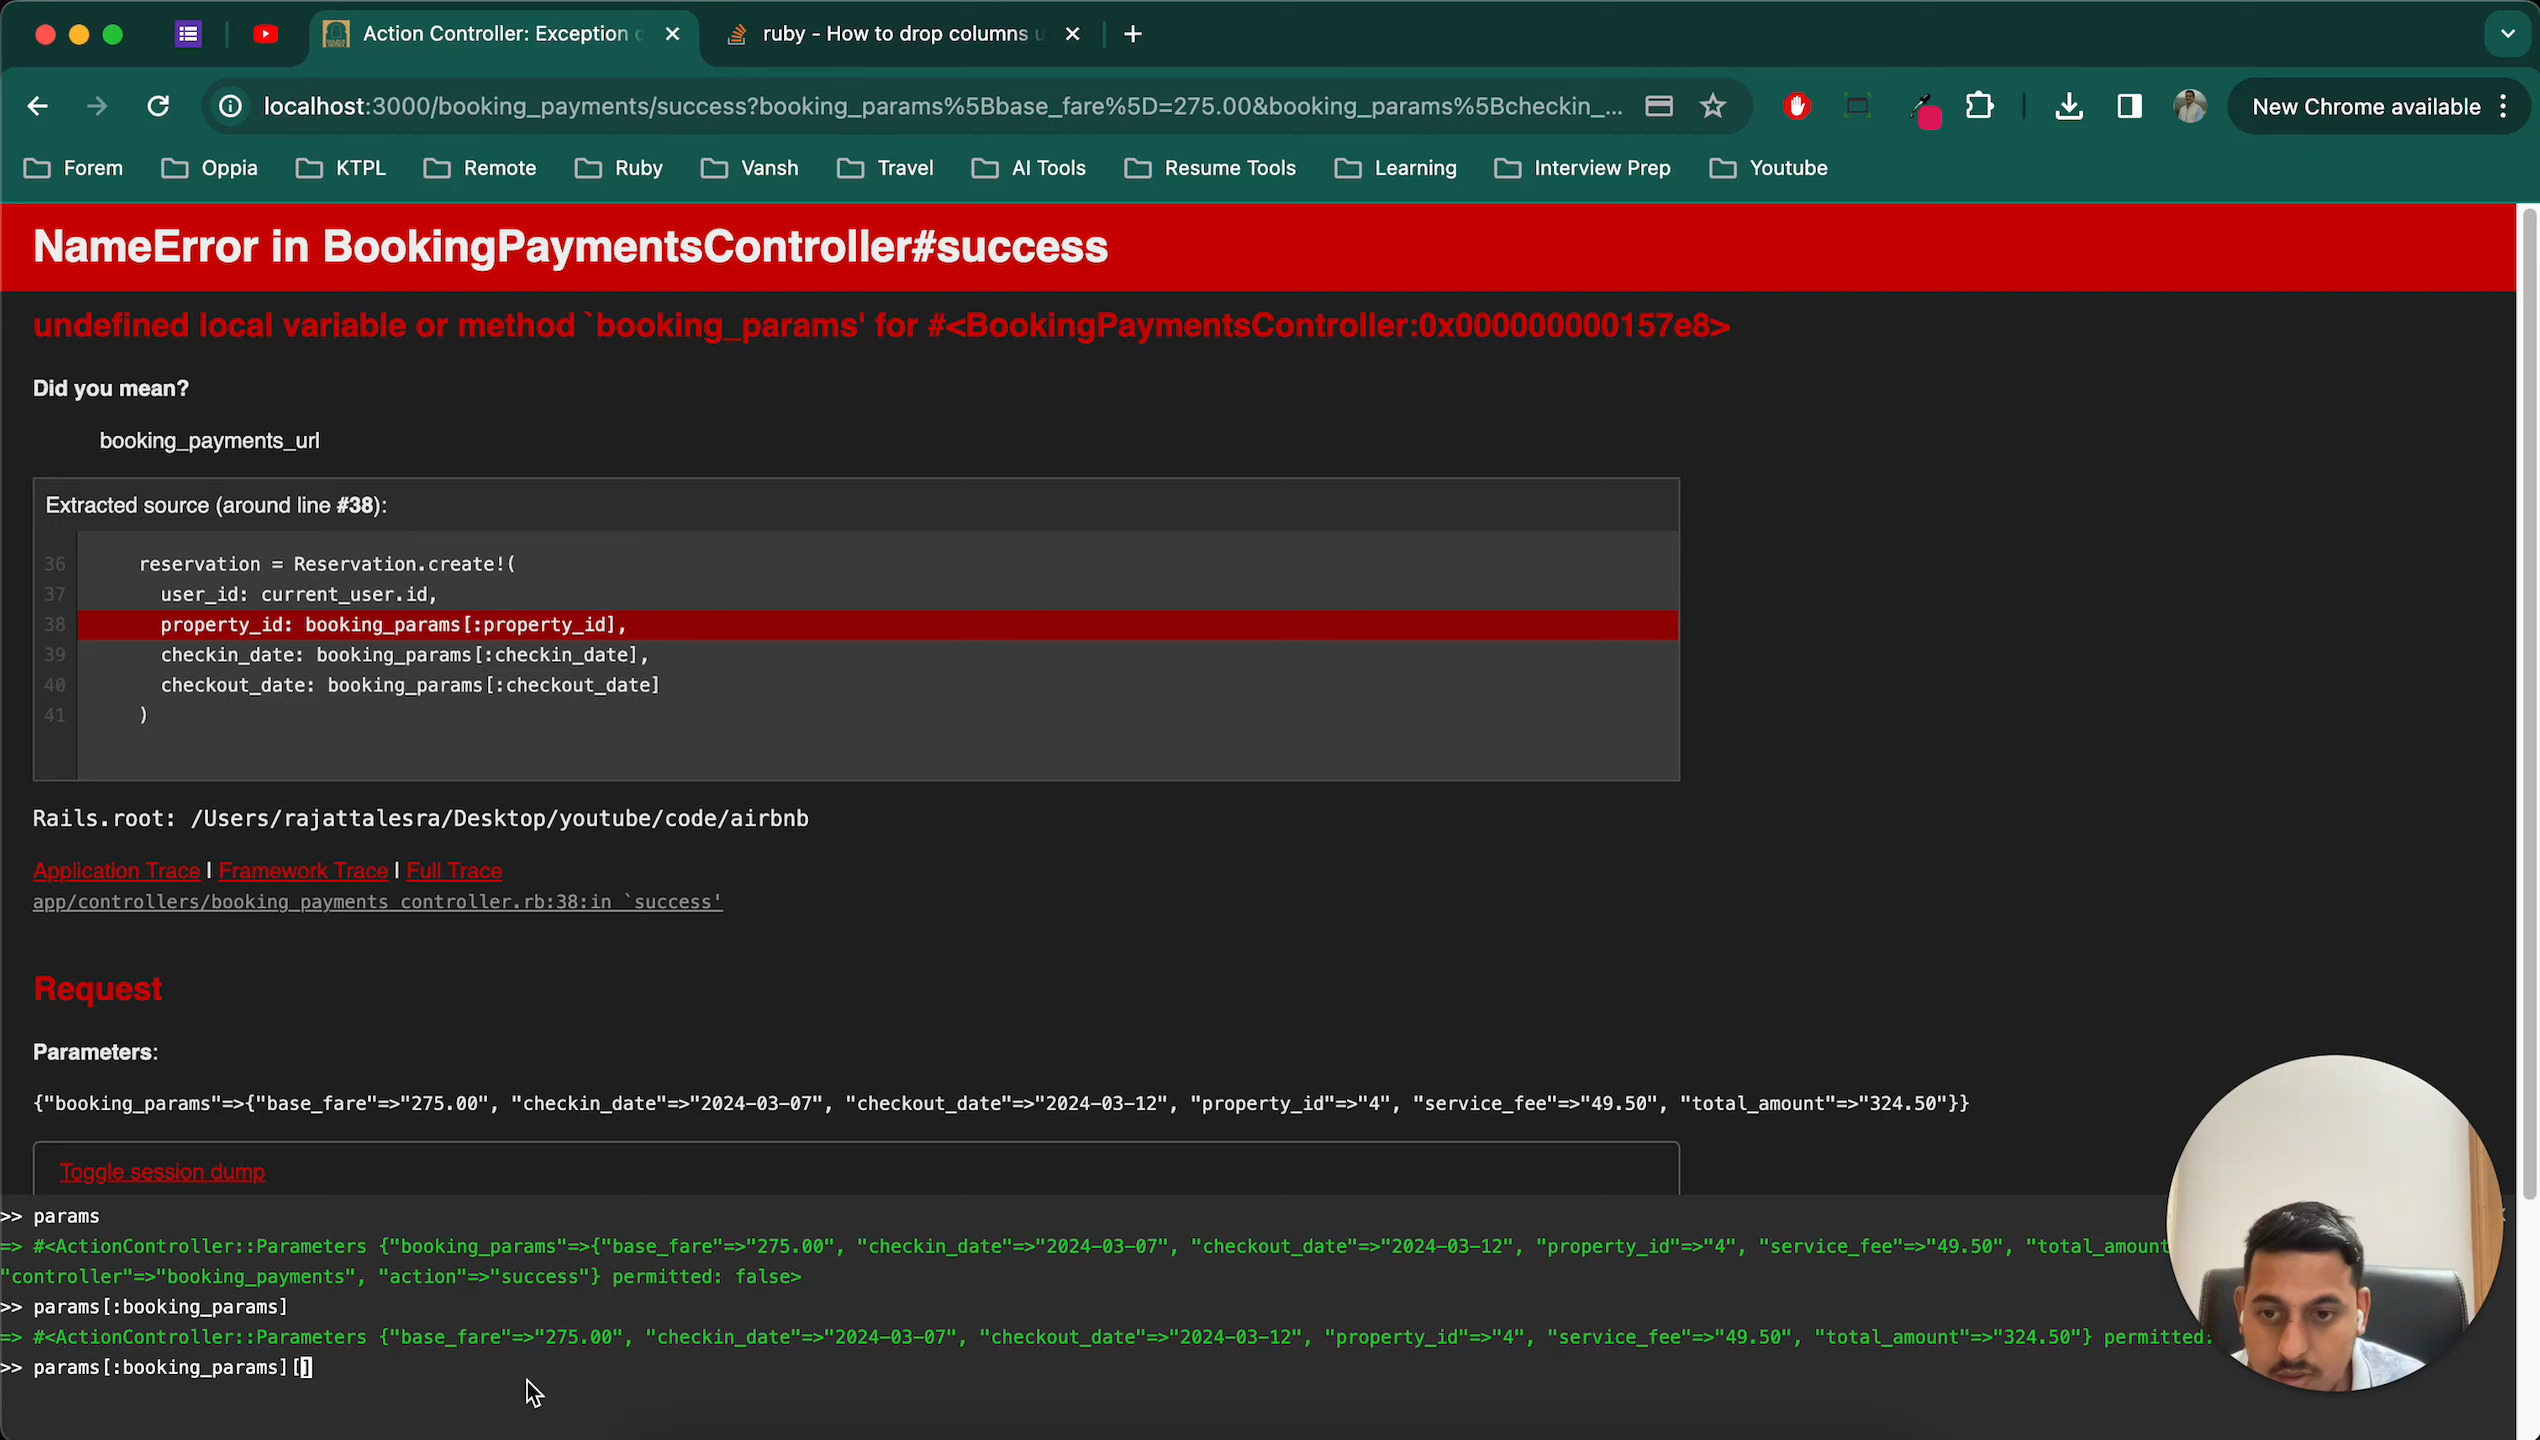 Action Controller: Exception
ruby - How to drop columns
localhost:3000/booking_payments/success?booking_params%5Bbase_fare%5D=275.00&booking_params%5Bcheckin_...
New Chrome available
Forem
Oppia
KTPL
Remote
Ruby
Vansh
Travel
AI Tools
Resume Tools
Learning
Interview Prep
Youtube
NameError in BookingPaymentsController#success
undefined local variable or method `booking_params' for #<BookingPaymentsController:0x000000000157e8>
Did you mean?
booking_payments_url
Extracted source (around line #38):
36 reservation = Reservation.create!(
37 user_id: current_user.id,
38 property_id: booking_params[:property_id],
39 checkin_date: booking_params[:checkin_date],
40 checkout_date: booking_params[:checkout_date]
41 )
Rails.root: /Users/rajattalesra/Desktop/youtube/code/airbnb
Application Trace | Framework Trace | Full Trace
app/controllers/booking_payments_controller.rb:38:in `success'
Request
Parameters:
{"booking_params"=>{"base_fare"=>"275.00", "checkin_date"=>"2024-03-07", "checkout_date"=>"2024-03-12", "property_id"=>"4", "service_fee"=>"49.50", "total_amount"=>"324.50"}}
Toggle session dump
>> params
=> #<ActionController::Parameters {"booking_params"=>{"base_fare"=>"275.00", "checkin_date"=>"2024-03-07", "checkout_date"=>"2024-03-12", "property_id"=>"4", "service_fee"=>"49.50", "total_amount
"controller"=>"booking_payments", "action"=>"success"} permitted: false>
>> params[:booking_params]
=> #<ActionController::Parameters {"base_fare"=>"275.00", "checkin_date"=>"2024-03-07", "checkout_date"=>"2024-03-12", "property_id"=>"4", "service_fee"=>"49.50", "total_amount"=>"324.50"} permitted:
>> params[:booking_params][]